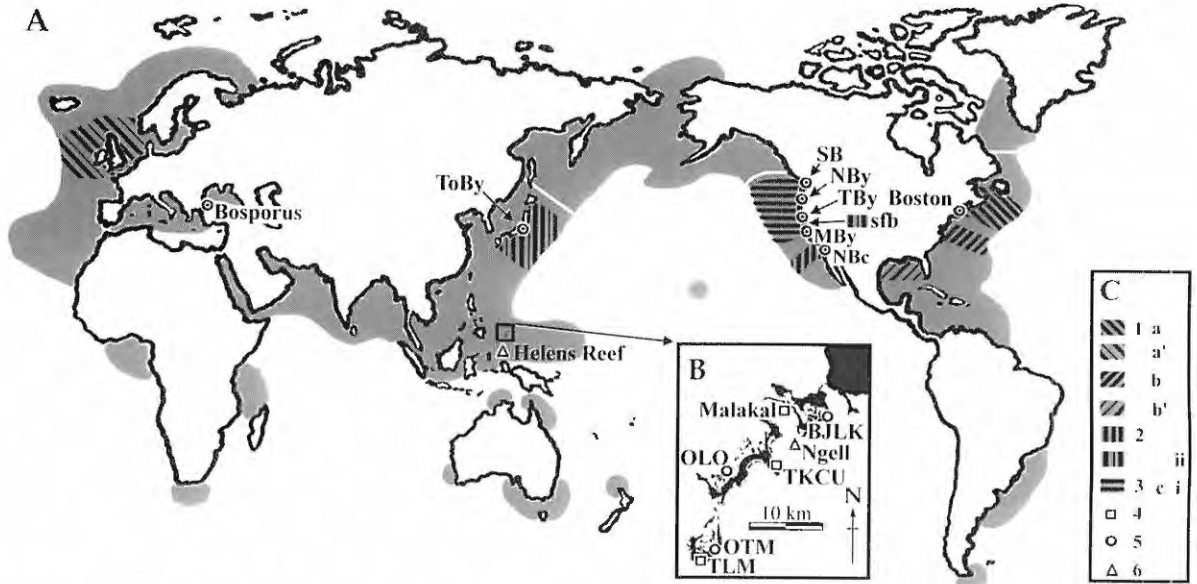 A
SB
NBy
ToBy
TBy Boston
Bosporus
sfb
MBy
NBc
Helens Reef
B
Malakal
BJLK
Ngell
OLO
TKCU
N
10 km
OTM
TLM
C
1 a
a'
b
b'
2
ii
3 c i
4
5
6